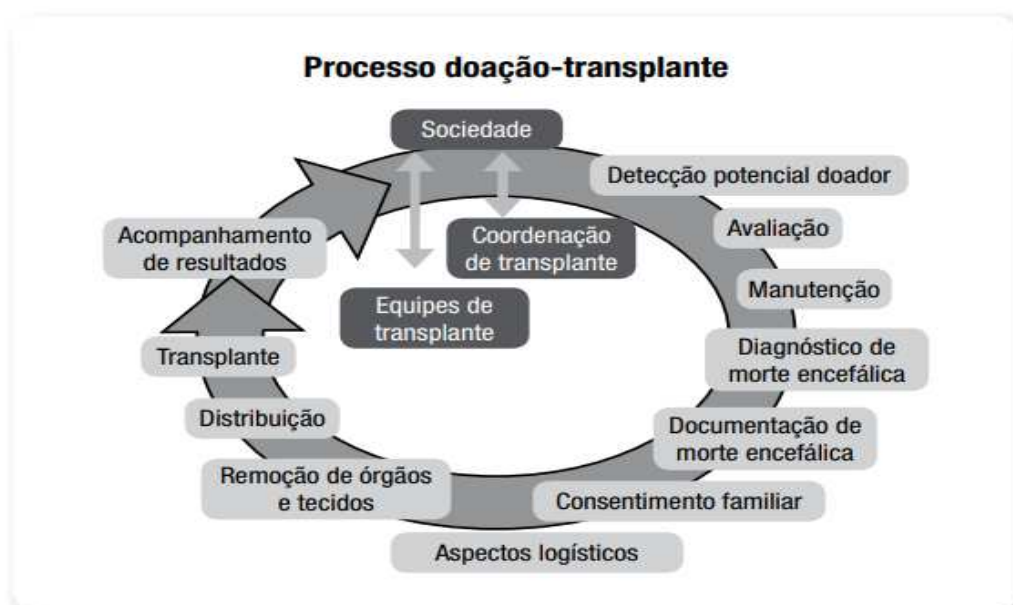 Processo doação-transplante
Sociedade
Detecção potencial doador
Avaliação
Manutenção
Diagnóstico de
morte encefálica
Documentação de
morte encefálica
Consentimento familiar
Aspectos logísticos
Remoção de órgãos
e tecidos
Distribuição
Transplante
Acompanhamento
de resultados
Coordenação
de transplante
Equipes de
transplante